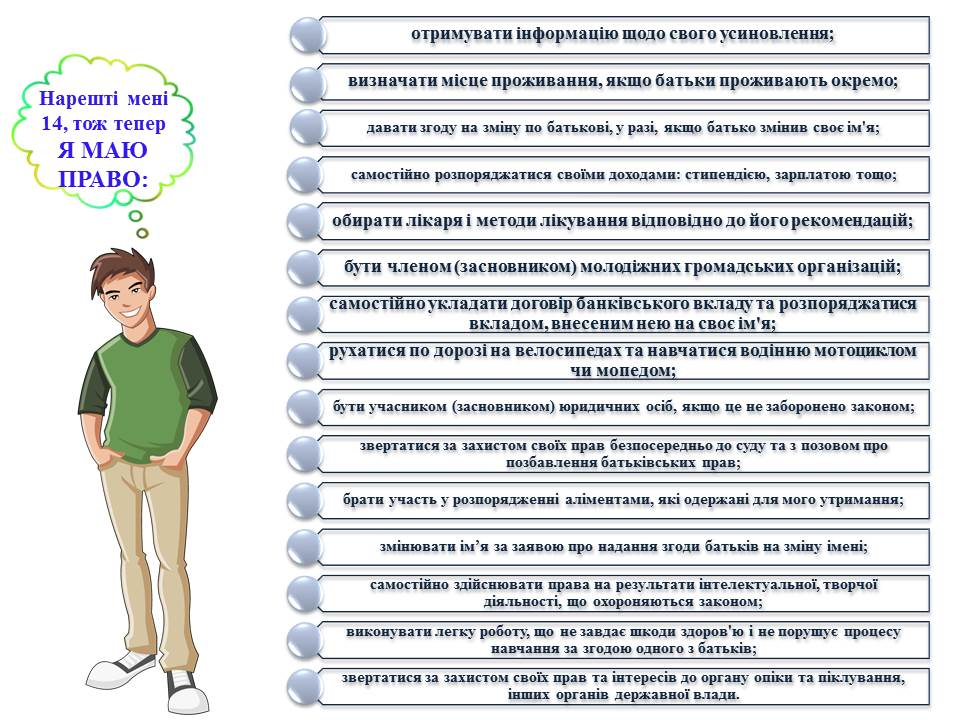 Нарешті мені
14, тож тепер
Я МАЮ
ПРАВО:
отримувати інформацію щодо свого усиновлення;
визначати місце проживання, якщо батьки проживають окремо;
давати згоду на зміну по батькові, у разі, якщо батько змінив своє ім'я;
самостійно розпоряджатися своїми доходами: стипендією, зарплатою тощо;
обирати лікаря і методи лікування відповідно до його рекомендацій;
бути членом (засновником) молодіжних громадських організацій;
самостійно укладати договір банківського вкладу та розпоряджатися
вкладом, внесеним нею на своє ім'я;
рухатися по дорозі на велосипедах та навчатися водінню мотоциклом
чи мопедом;
бути учасником (засновником) юридичних осіб, якщо це не заборонено законом;
звертатися за захистом своїх прав безпосередньо до суду та з позовом про
позбавлення батьківських прав;
брати участь у розпорядженні аліментами, які одержані для мого утримання;
змінювати ім’я за заявою про надання згоди батьків на зміну імені;
самостійно здійснювати права на результати інтелектуальної, творчої
діяльності, що охороняються законом;
виконувати легку роботу, що не завдає шкоди здоров'ю і не порушує процесу
навчання за згодою одного з батьків;
звертатися за захистом своїх прав та інтересів до органу опіки та піклування,
інших органів державної влади.